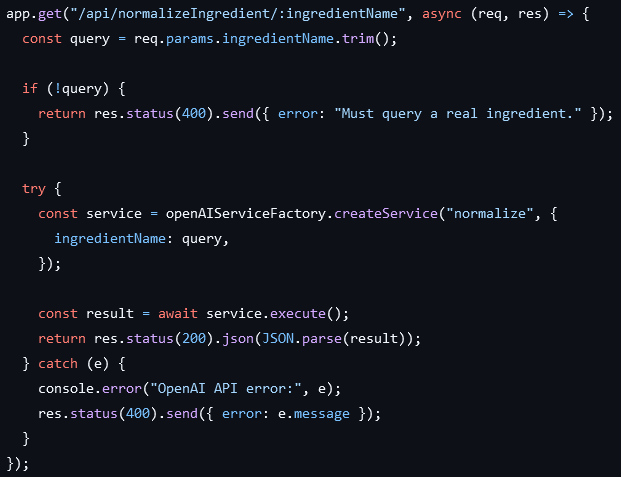 app.get("/api/normalizeIngredient/:ingredientName", async (req, res) => {
  const query = req.params.ingredientName.trim();

  if (!query) {
    return res.status(400).send({ error: "Must query a real ingredient." });
  }

  try {
    const service = openAIServiceFactory.createService("normalize", {
      ingredientName: query,
    });

    const result = await service.execute();
    return res.status(200).json(JSON.parse(result));
  } catch (e) {
    console.error("OpenAI API error:", e);
    res.status(400).send({ error: e.message });
  }
});